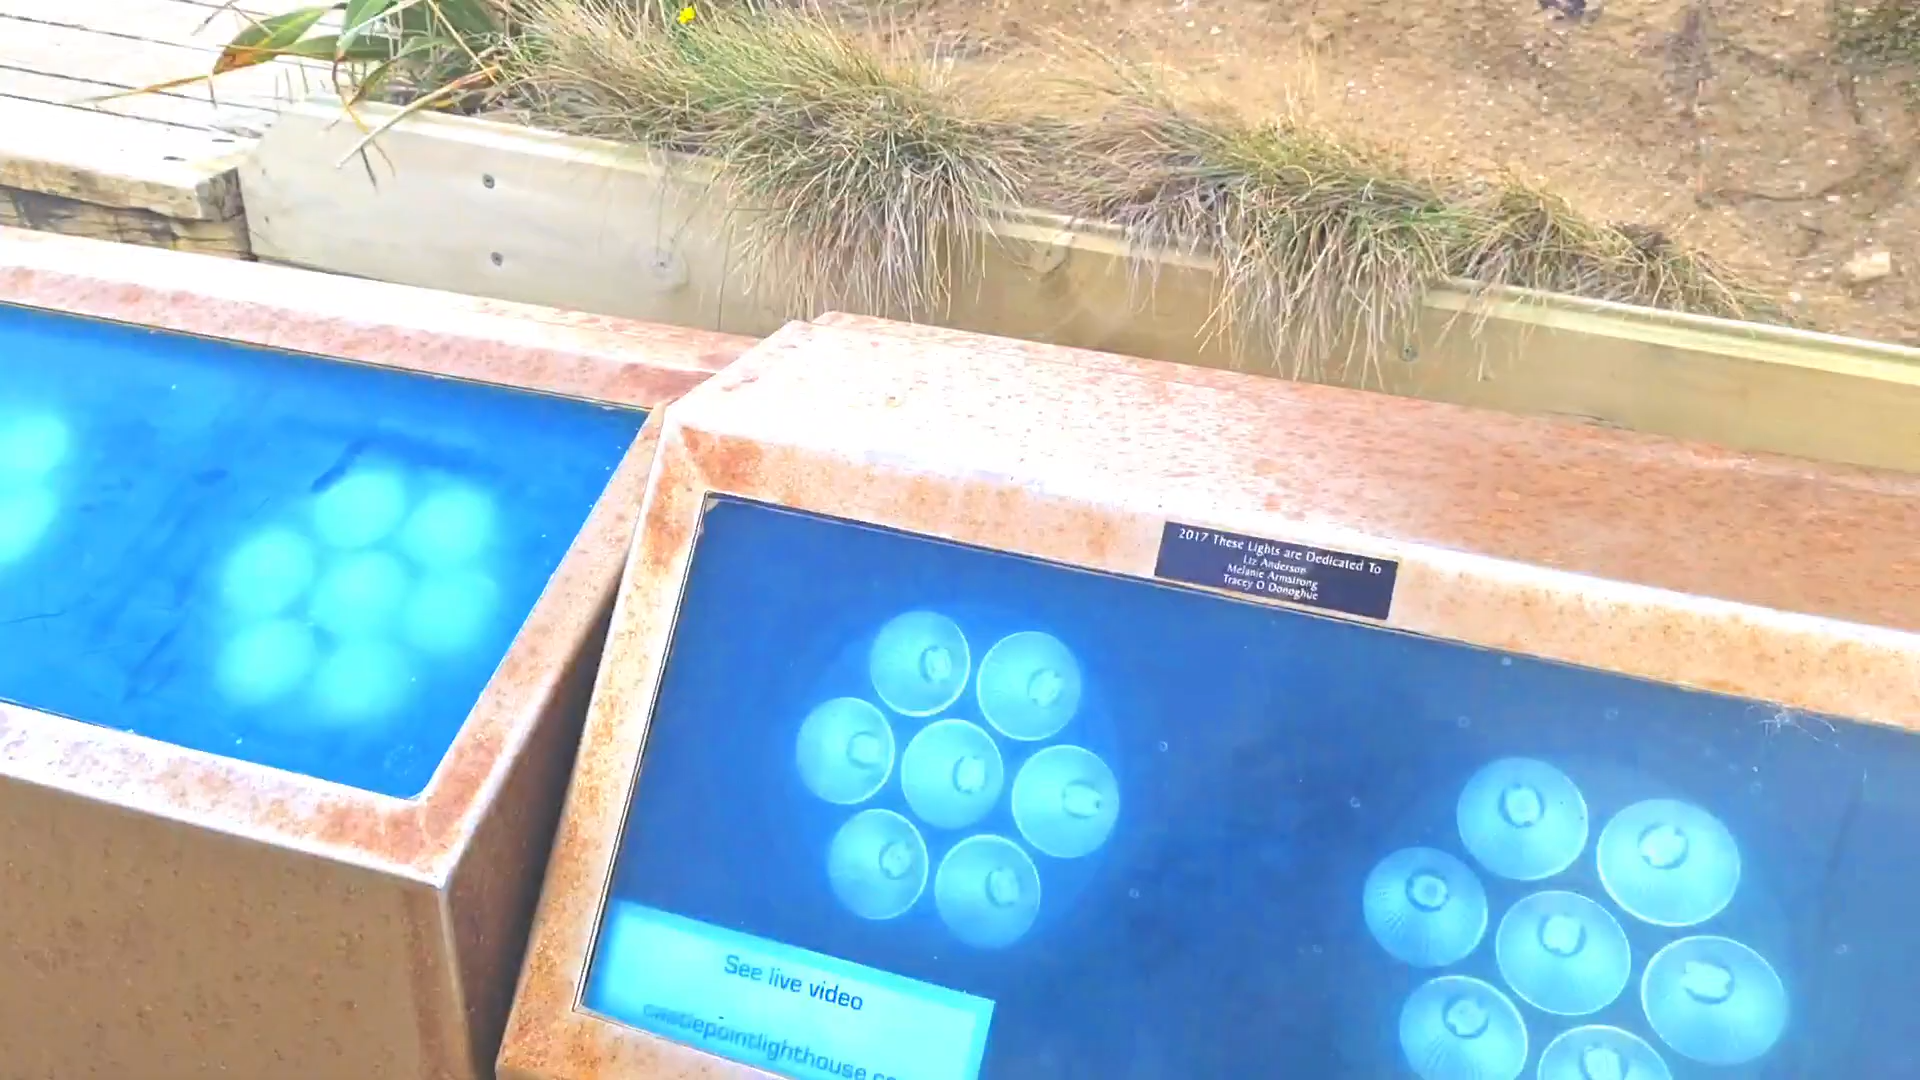 2017 These Lights are Dedicated To
Liz Anderson
Melanie Armstrong
Tracey O Donoghue
See live video
castlepointlighthouse.co